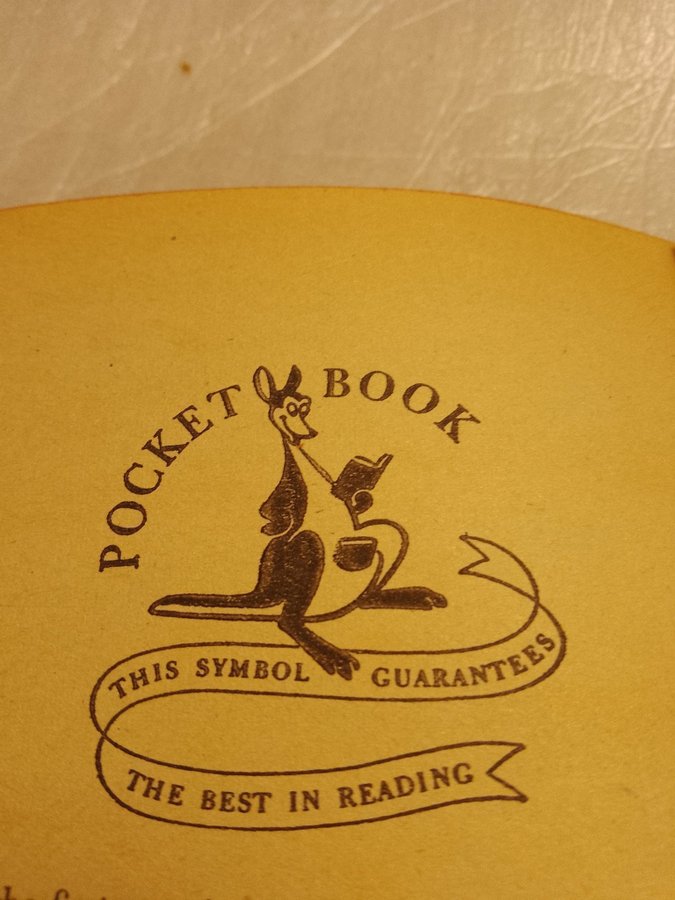 POCKET BOOK
THIS SYMBOL GUARANTEES
THE BEST IN READING